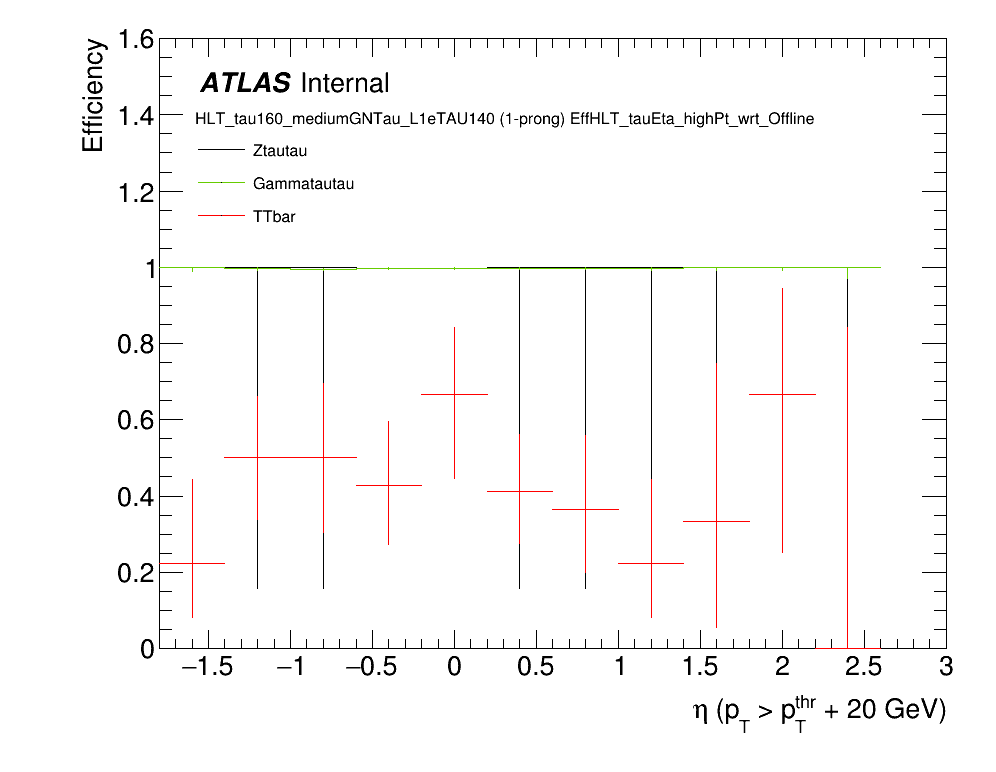 ATLAS Internal
HLT_tau160_mediumGNTau_L1eTAU140 (1-prong) EffHLT_tauEta_highPt_wrt_Offline
Ztautau
Gammatautau
TTbar
Efficiency
1.6
1.4
1.2
1
0.8
0.6
0.4
0.2
0
−1.5 −1 −0.5 0 0.5 1 1.5 2 2.5 3
η (p_T > p_T^thr + 20 GeV)